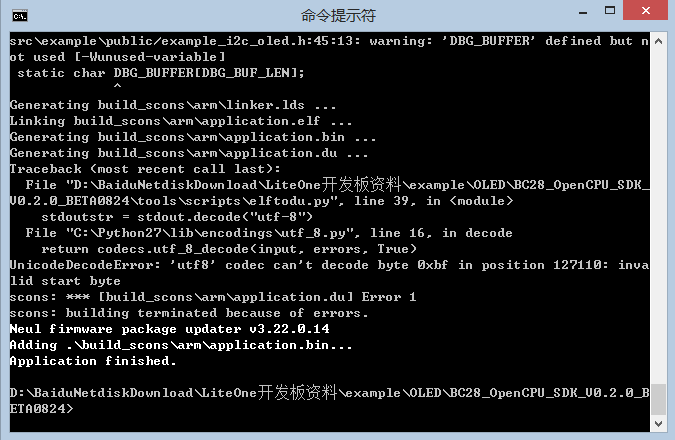 命令提示符
src\example\public/example_i2c_oled.h:45:13: warning: 'DBG_BUFFER' defined but n
ot used [-Wunused-variable]
 static char DBG_BUFFER[DBG_BUF_LEN];
             ^
Generating build_scons\arm\linker.lds ...
Linking build_scons\arm\application.elf ...
Generating build_scons\arm\application.bin ...
Generating build_scons\arm\application.du ...
Traceback (most recent call last):
  File "D:\BaiduNetdiskDownload\LiteOne开发板资料\example\OLED\BC28_OpenCPU_SDK_
V0.2.0_BETA0824\tools\scripts\elftodu.py", line 39, in <module>
    stdoutstr = stdout.decode("utf-8")
  File "C:\Python27\lib\encodings\utf_8.py", line 16, in decode
    return codecs.utf_8_decode(input, errors, True)
UnicodeDecodeError: 'utf8' codec can't decode byte 0xbf in position 127110: inva
lid start byte
scons: *** [build_scons\arm\application.du] Error 1
scons: building terminated because of errors.
Neul firmware package updater v3.22.0.14
Adding .\build_scons\arm\application.bin...
Application finished.
D:\BaiduNetdiskDownload\LiteOne开发板资料\example\OLED\BC28_OpenCPU_SDK_V0.2.0_B
ETA0824>